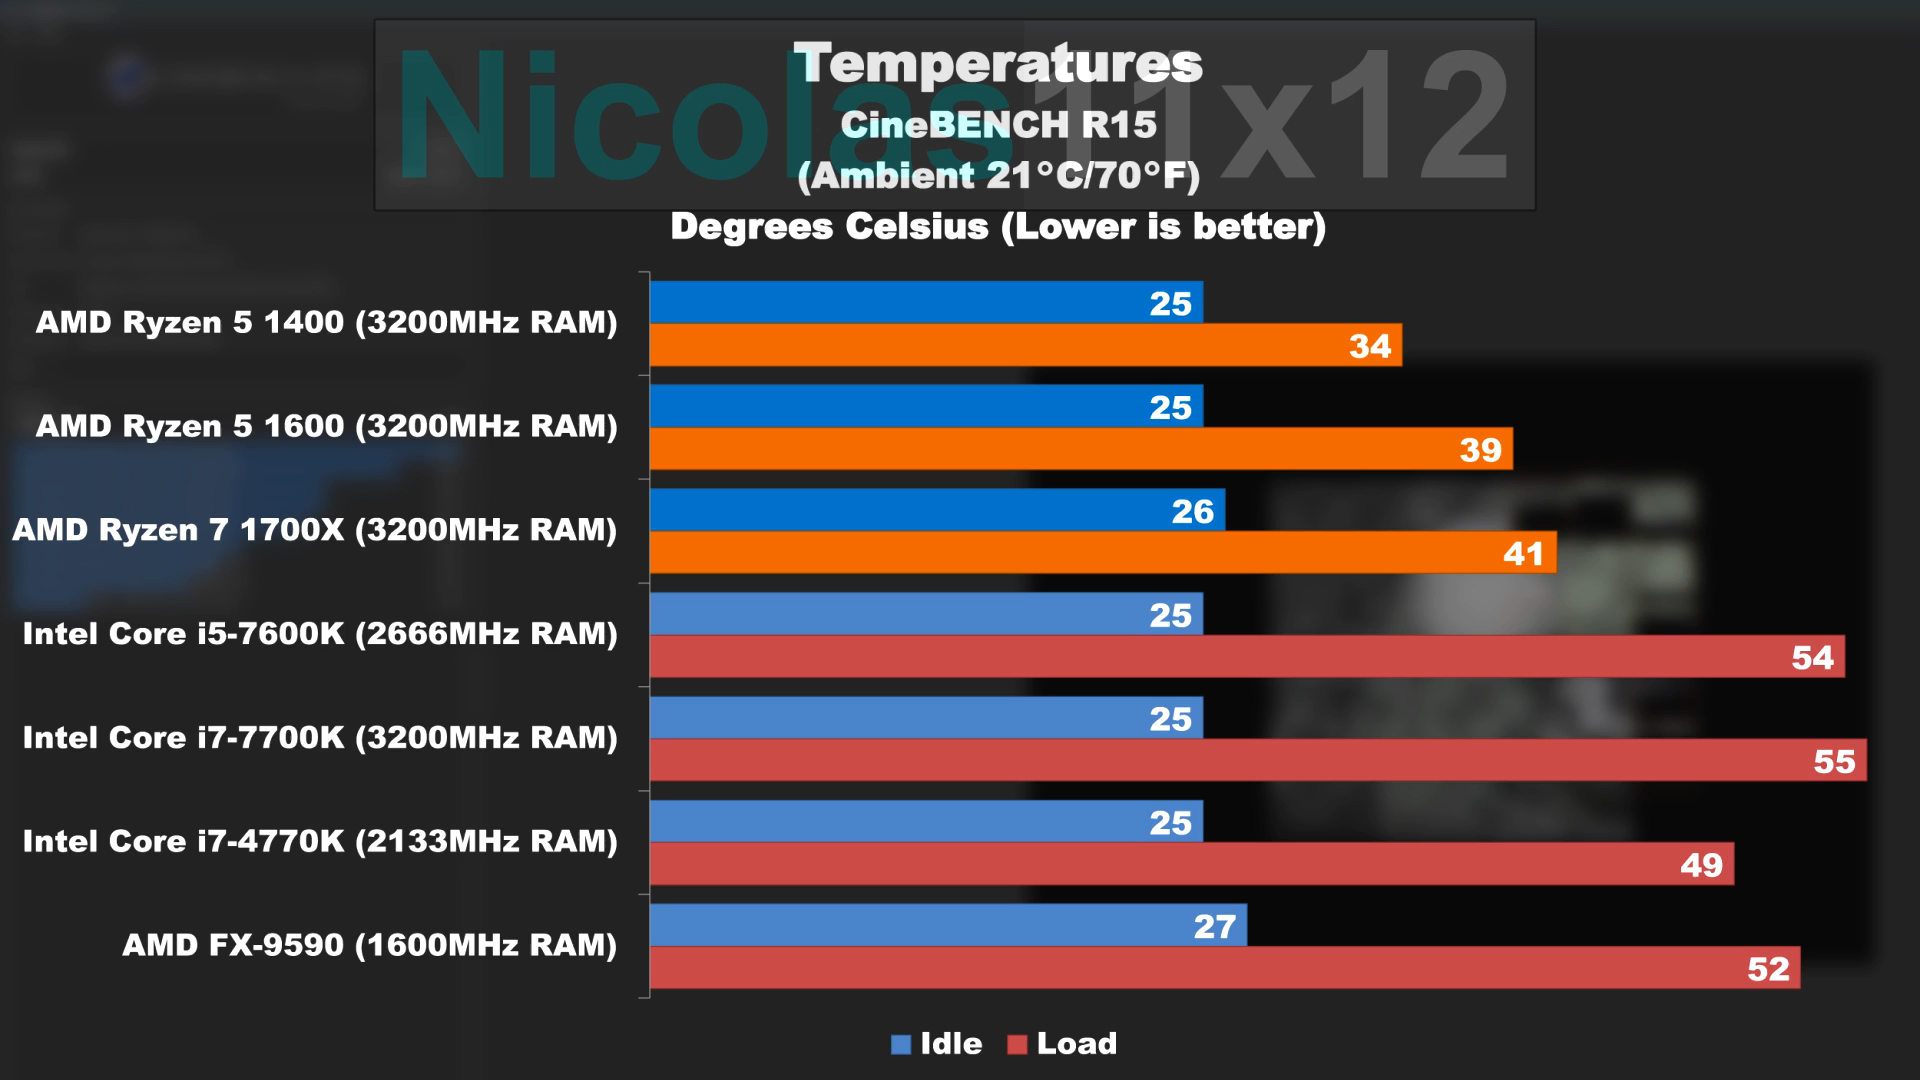 Nicolas11x12
Temperatures
CineBENCH R15
(Ambient 21°C/70°F)
Degrees Celsius (Lower is better)
AMD Ryzen 5 1400 (3200MHz RAM)
25
34
AMD Ryzen 5 1600 (3200MHz RAM)
25
39
AMD Ryzen 7 1700X (3200MHz RAM)
26
41
Intel Core i5-7600K (2666MHz RAM)
25
54
Intel Core i7-7700K (3200MHz RAM)
25
55
Intel Core i7-4770K (2133MHz RAM)
25
49
AMD FX-9590 (1600MHz RAM)
27
52
Idle Load